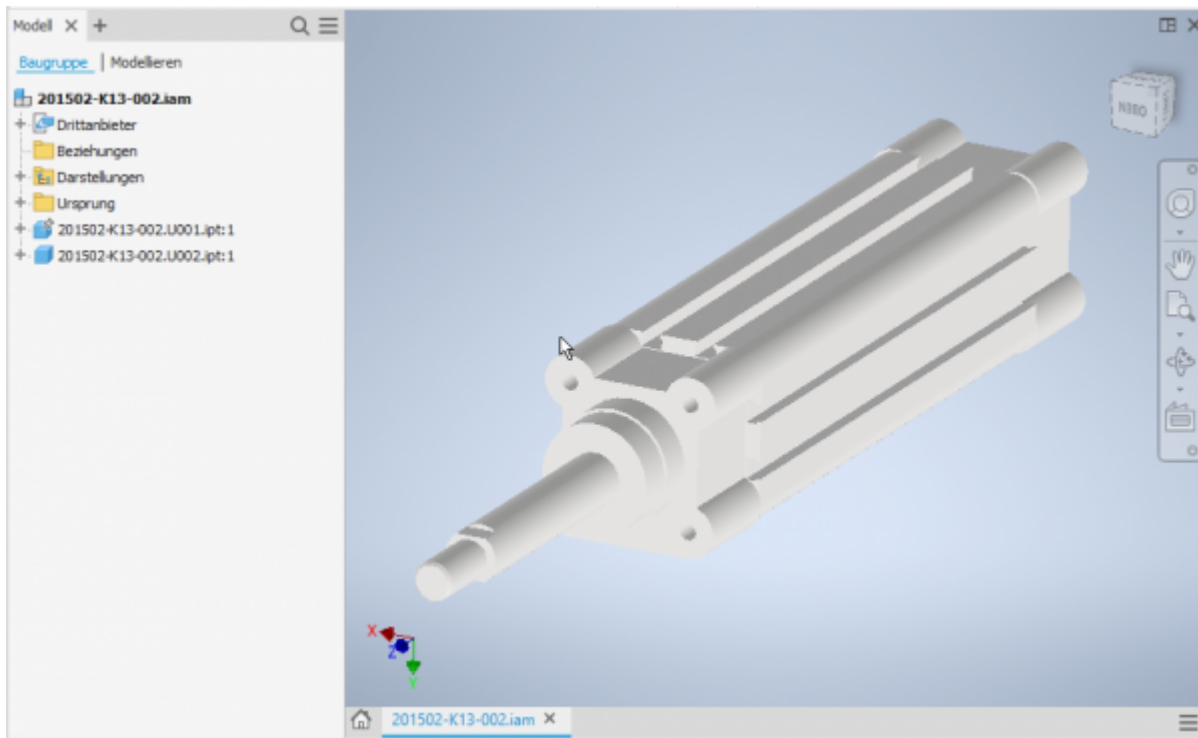 Modell
Baugruppe | Modellieren
201502-K13-002.iam
Drittanbieter
Beziehungen
Darstellungen
Ursprung
201502-K13-002.U001.ipt:1
201502-K13-002.U002.ipt:1
OBEN
X
Z
Y
201502-K13-002.iam